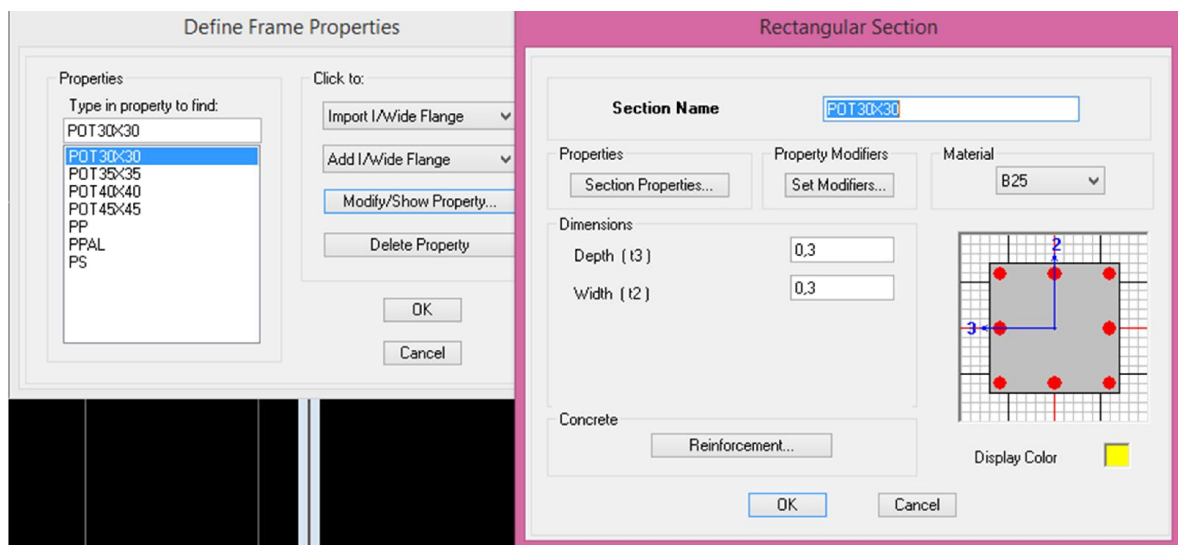 Define Frame Properties
Properties
Type in property to find:
POT30X30
POT30X30
POT35X35
POT40X40
POT45X45
PP
PPAL
PS
Click to:
Import I/Wide Flange
Add I/Wide Flange
Modify/Show Property...
Delete Property
OK
Cancel
Rectangular Section
Section Name
POT30X30
Properties
Section Properties...
Property Modifiers
Set Modifiers...
Material
B25
Dimensions
Depth ( t3 )
0,3
Width ( t2 )
0,3
2
3
Concrete
Reinforcement...
Display Color
OK
Cancel